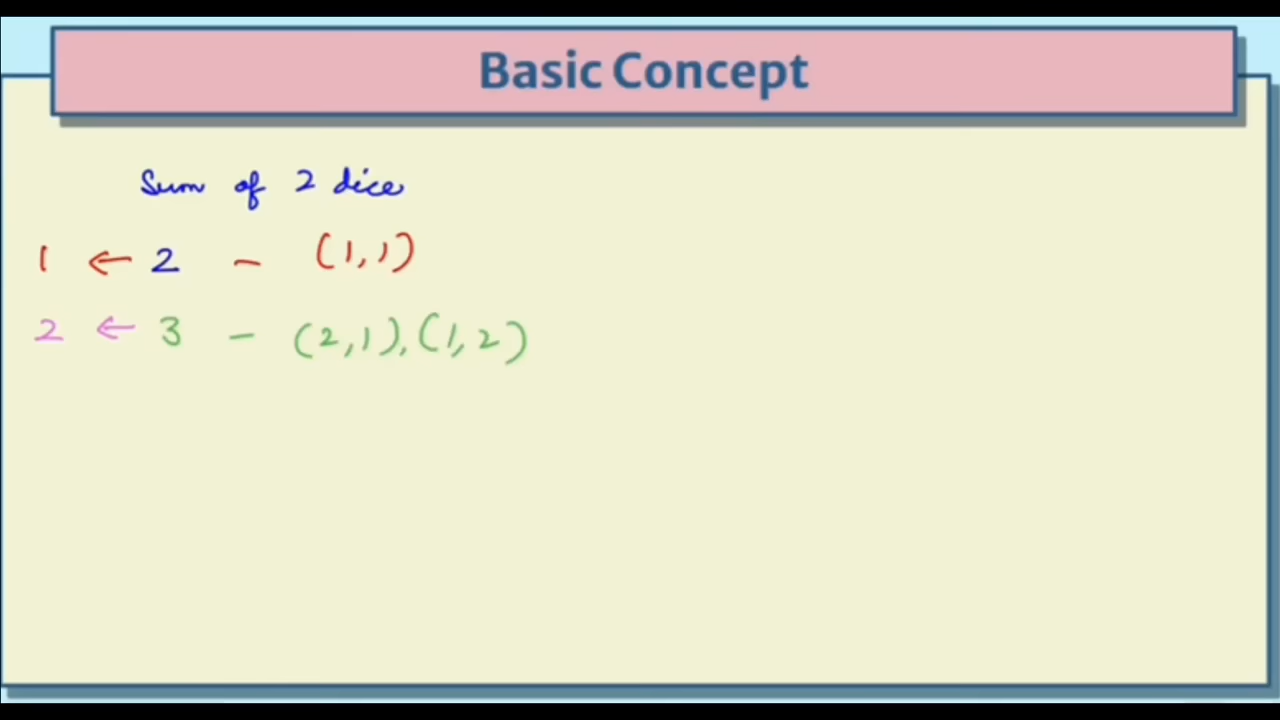 Basic Concept
Sum of 2 dice
1 ← 2 - (1,1)
2 ← 3 - (2,1),(1,2)